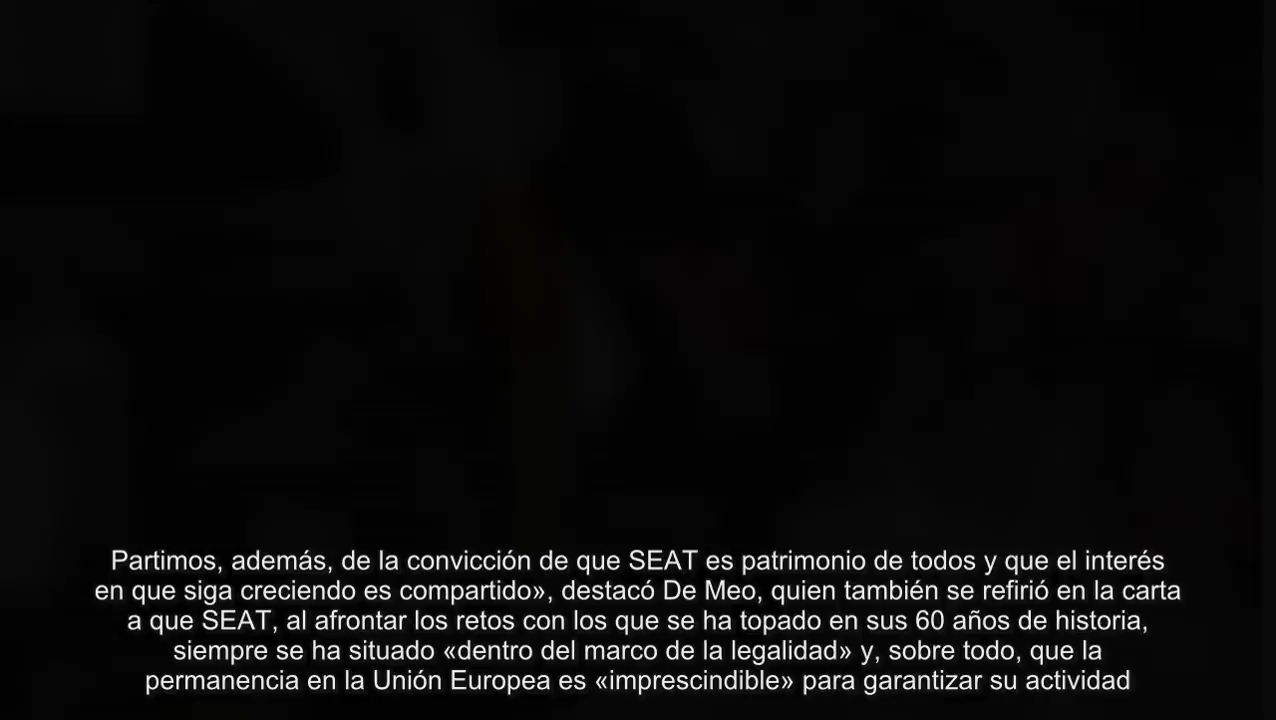 Partimos, además, de la convicción de que SEAT es patrimonio de todos y que el interés
en que siga creciendo es compartido», destacó De Meo, quien también se refirió en la carta
a que SEAT, al afrontar los retos con los que se ha topado en sus 60 años de historia,
siempre se ha situado «dentro del marco de la legalidad» y, sobre todo, que la
permanencia en la Unión Europea es «imprescindible» para garantizar su actividad